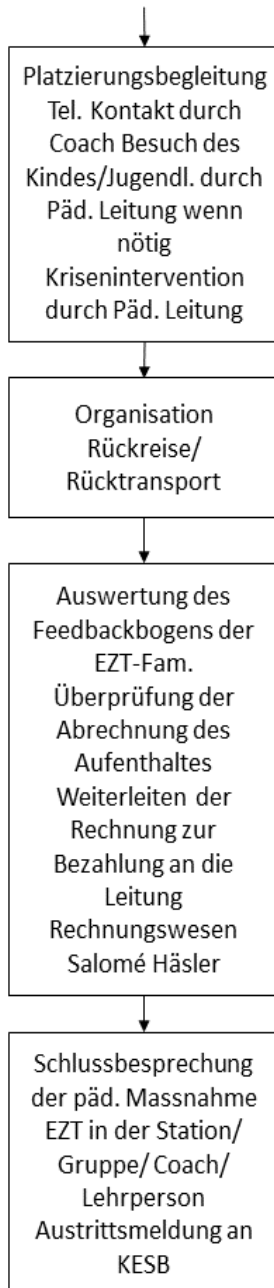 Platzierungsbegleitung
Tel. Kontakt durch
Coach Besuch des
Kindes/Jugendl. durch
Päd. Leitung wenn
nötig
Krisenintervention
durch Päd. Leitung
Organisation
Rückreise/
Rücktransport
Auswertung des
Feedbackbogens der
EZT-Fam.
Überprüfung der
Abrechnung des
Aufenthaltes
Weiterleiten der
Rechnung zur
Bezahlung an die
Leitung
Rechnungswesen
Salomé Häsler
Schlussbesprechung
der päd. Massnahme
EZT in der Station/
Gruppe/ Coach/
Lehrperson
Austrittsmeldung an
KESB